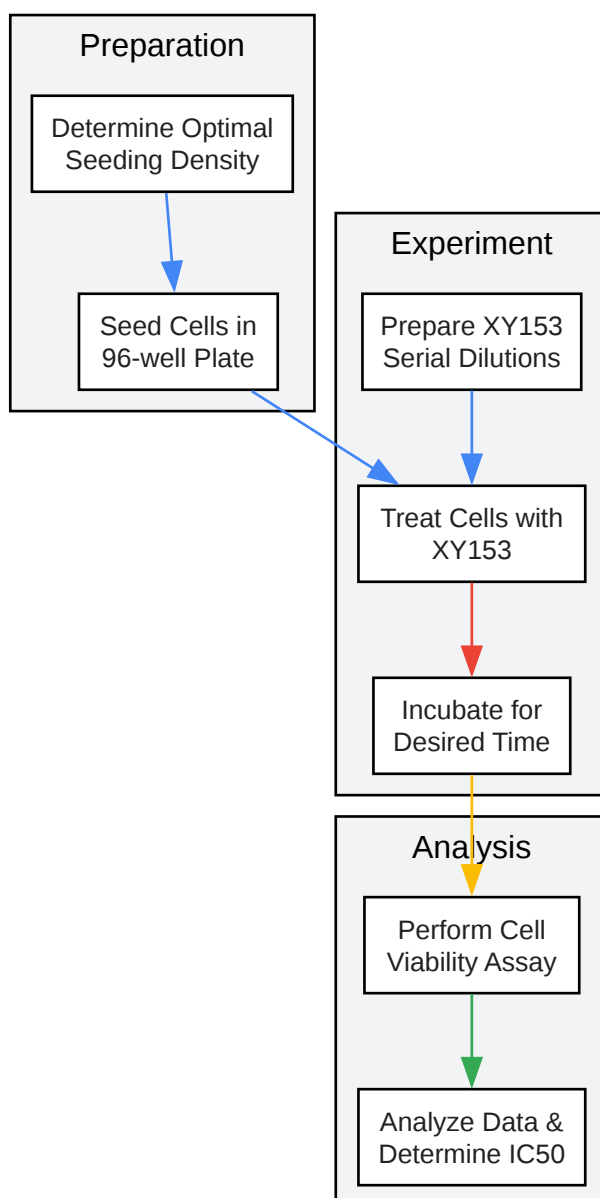 Preparation
Determine Optimal
Seeding Density
Seed Cells in
96-well Plate
Experiment
Prepare XY153
Serial Dilutions
Treat Cells with
XY153
Incubate for
Desired Time
Analysis
Perform Cell
Viability Assay
Analyze Data &
Determine IC50